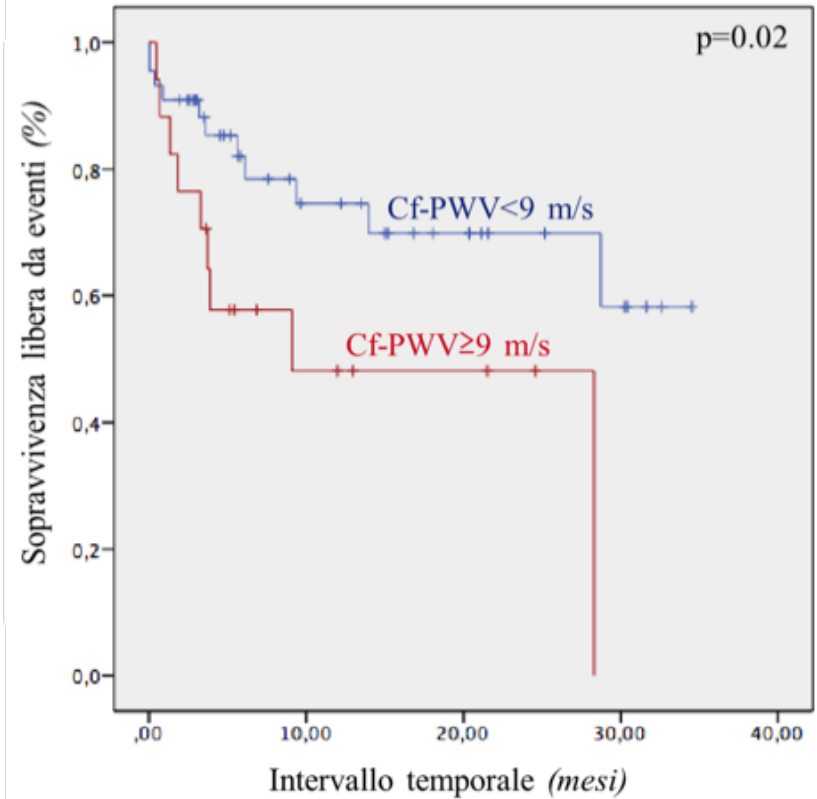 p=0.02
Sopravvivenza libera da eventi (%)
1,0
0,8
0,6
0,4
0,2
0,0
Cf-PWV<9 m/s
Cf-PWV≥9 m/s
,00
10,00
20,00
30,00
40,00
Intervallo temporale (mesi)